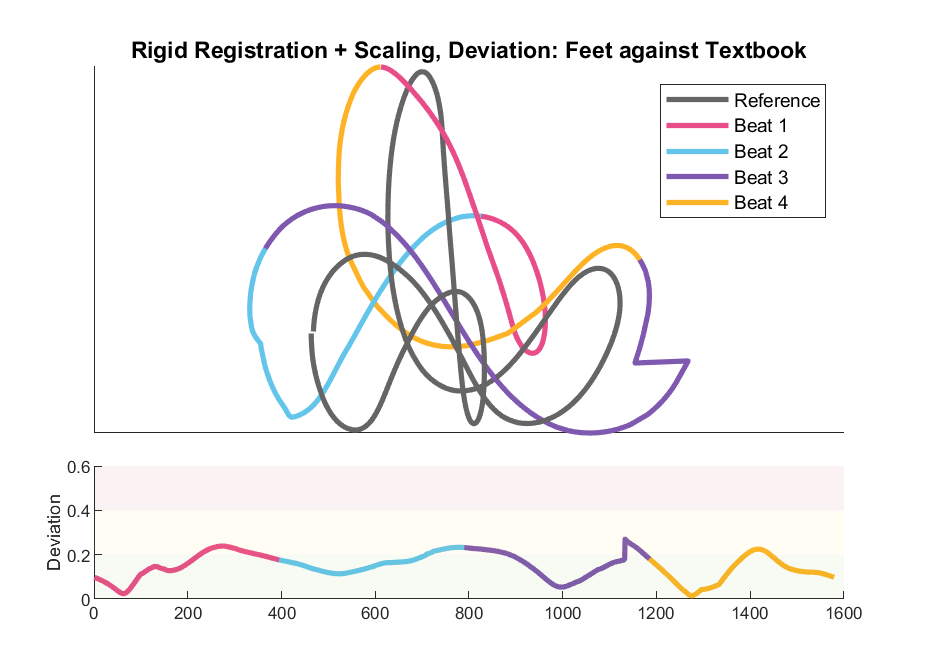 Rigid Registration + Scaling, Deviation: Feet against Textbook
Reference
Beat 1
Beat 2
Beat 3
Beat 4
Deviation
0.6
0.4
0.2
0
0 200 400 600 800 1000 1200 1400 1600